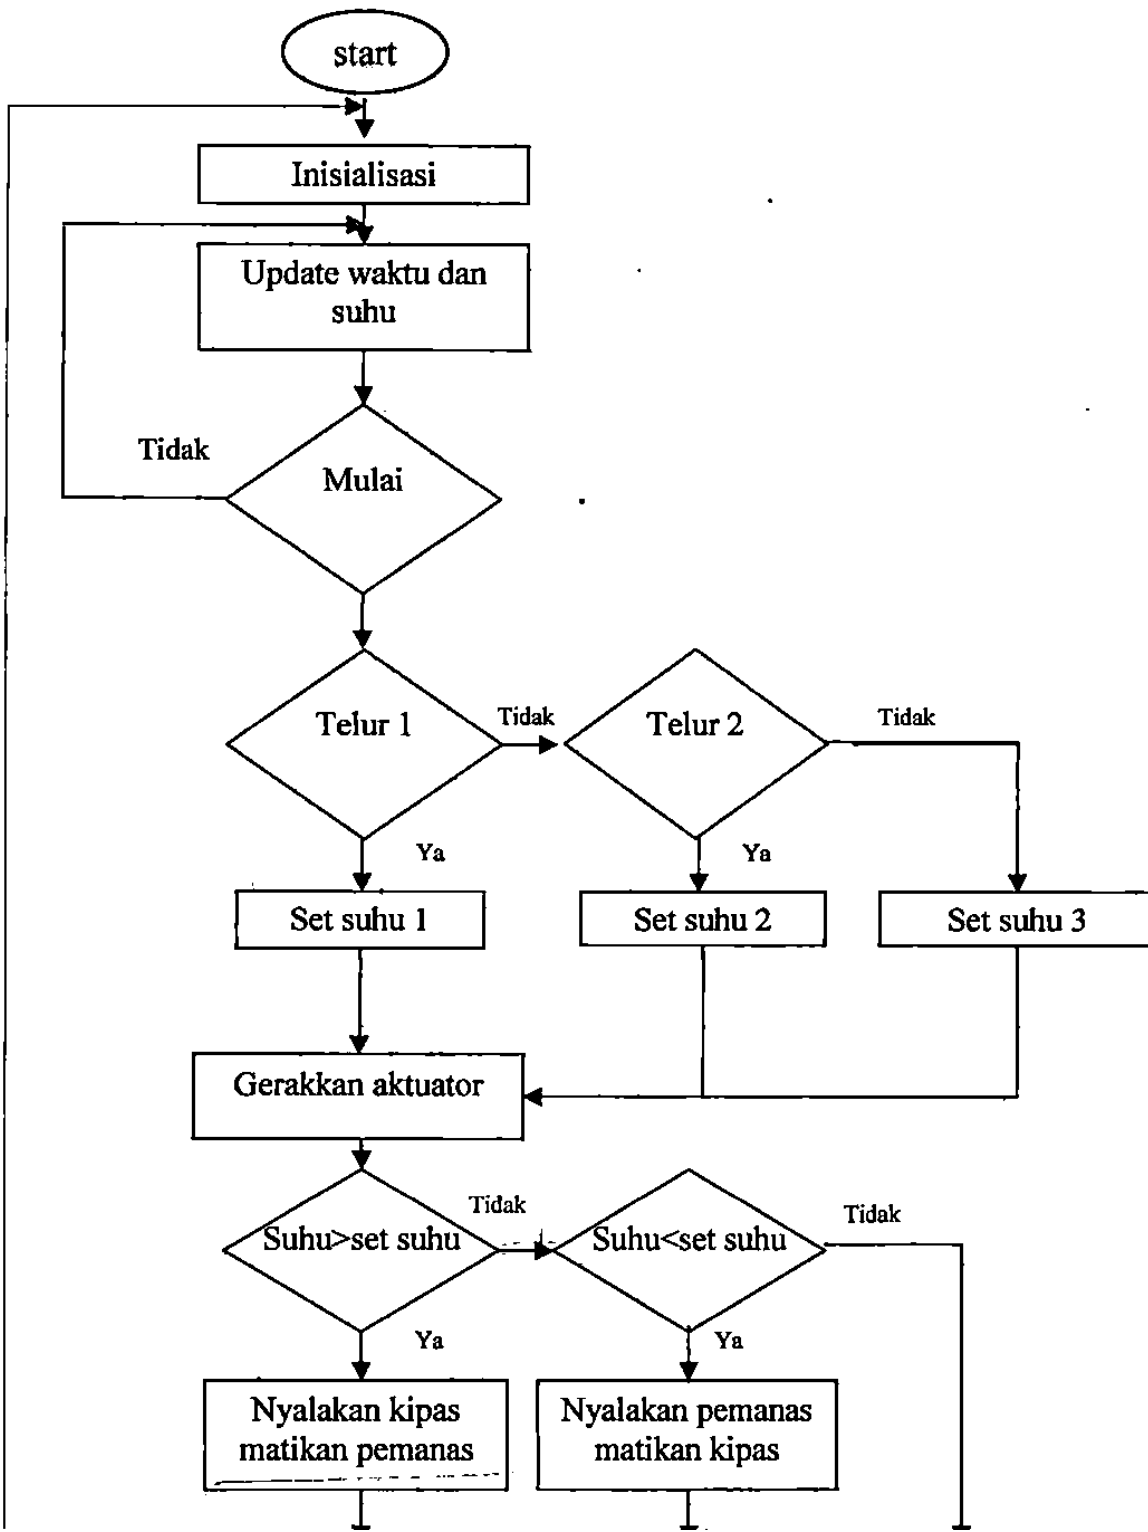 start
Inisialisasi
Update waktu dan
suhu
Tidak
Mulai
Telur 1
Tidak
Telur 2
Tidak
Ya
Ya
Set suhu 1
Set suhu 2
Set suhu 3
Gerakkan aktuator
Suhu>set suhu
Tidak
Suhu<set suhu
Tidak
Ya
Ya
Nyalakan kipas
matikan pemanas
Nyalakan pemanas
matikan kipas